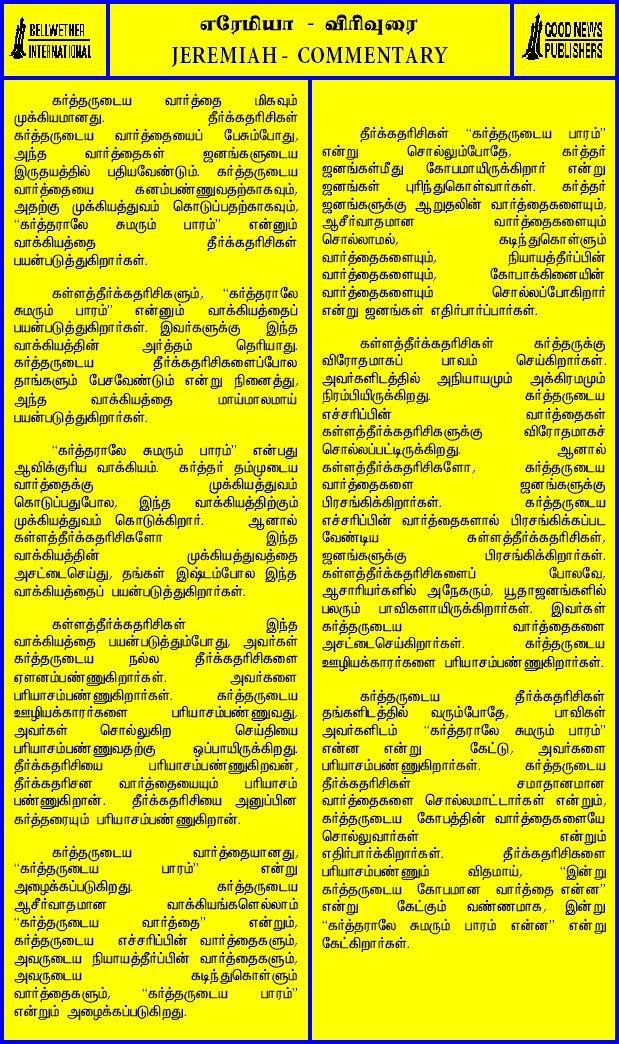 BELLWETHER
INTERNATIONAL
எரேமியா - விரிவுரை
JEREMIAH - COMMENTARY
GOOD NEWS
PUBLISHERS
கர்த்தருடைய வார்த்தை மிகவும்
முக்கியமானது. தீர்க்கதரிசிகள்
கர்த்தருடைய வார்த்தையைப் பேசும்போது,
அந்த வார்த்தைகள் ஜனங்களுடைய
இருதயத்தில் பதியவேண்டும். கர்த்தருடைய
வார்த்தையை கனம்பண்ணுவதற்காகவும்,
அதற்கு முக்கியத்துவம் கொடுப்பதற்காகவும்,
“கர்த்தராலே சுமரும் பாரம்” என்னும்
வாக்கியத்தை தீர்க்கதரிசிகள்
பயன்படுத்துகிறார்கள்.
கள்ளத்தீர்க்கதரிசிகளும், “கர்த்தராலே
சுமரும் பாரம்” என்னும் வாக்கியத்தைப்
பயன்படுத்துகிறார்கள். இவர்களுக்கு இந்த
வாக்கியத்தின் அர்த்தம் தெரியாது.
கர்த்தருடைய தீர்க்கதரிசிகளைப்போல
தாங்களும் பேசவேண்டும் என்று நினைத்து,
அந்த வாக்கியத்தை மாய்மாலமாய்
பயன்படுத்துகிறார்கள்.
“கர்த்தராலே சுமரும் பாரம்” என்பது
ஆவிக்குரிய வாக்கியம். கர்த்தர் தம்முடைய
வார்த்தைக்கு முக்கியத்துவம்
கொடுப்பதுபோல, இந்த வாக்கியத்திற்கும்
முக்கியத்துவம் கொடுக்கிறார். ஆனால்
கள்ளத்தீர்க்கதரிசிகளோ இந்த
வாக்கியத்தின் முக்கியத்துவத்தை
அசட்டைசெய்து, தங்கள் இஷ்டம்போல இந்த
வாக்கியத்தைப் பயன்படுத்துகிறார்கள்.
கள்ளத்தீர்க்கதரிசிகள் இந்த
வாக்கியத்தை பயன்படுத்தும்போது, அவர்கள்
கர்த்தருடைய நல்ல தீர்க்கதரிசிகளை
ஏளனம்பண்ணுகிறார்கள். அவர்களை
பரியாசம்பண்ணுகிறார்கள். கர்த்தருடைய
ஊழியக்காரர்களை பரியாசம்பண்ணுவது,
அவர்கள் சொல்லுகிற செய்தியை
பரியாசம்பண்ணுவதற்கு ஒப்பாயிருக்கிறது.
தீர்க்கதரிசியை பரியாசம்பண்ணுகிறவன்,
தீர்க்கதரிசன வார்த்தையையும் பரியாசம்
பண்ணுகிறான். தீர்க்கதரிசியை அனுப்பின
கர்த்தரையும் பரியாசம்பண்ணுகிறான்.
கர்த்தருடைய வார்த்தையானது,
“கர்த்தருடைய பாரம்” என்று
அழைக்கப்படுகிறது. கர்த்தருடைய
ஆசீர்வாதமான வாக்கியங்களெல்லாம்
“கர்த்தருடைய வார்த்தை” என்றும்,
கர்த்தருடைய எச்சரிப்பின் வார்த்தைகளும்,
அவருடைய நியாயத்தீர்ப்பின் வார்த்தைகளும்,
அவருடைய கடிந்துகொள்ளும்
வார்த்தைகளும், “கர்த்தருடைய பாரம்”
என்றும் அழைக்கப்படுகிறது.
தீர்க்கதரிசிகள் “கர்த்தருடைய பாரம்”
என்று சொல்லும்போதே, கர்த்தர்
ஜனங்கள்மீது கோபமாயிருக்கிறார் என்று
ஜனங்கள் புரிந்துகொள்வார்கள். கர்த்தர்
ஜனங்களுக்கு ஆறுதலின் வார்த்தைகளையும்,
ஆசீர்வாதமான வார்த்தைகளையும்
சொல்லாமல், கடிந்துகொள்ளும்
வார்த்தைகளையும், நியாயத்தீர்ப்பின்
வார்த்தைகளையும், கோபாக்கினையின்
வார்த்தைகளையும் சொல்லப்போகிறார்
என்று ஜனங்கள் எதிர்பார்ப்பார்கள்.
கள்ளத்தீர்க்கதரிசிகள் கர்த்தருக்கு
விரோதமாகப் பாவம் செய்கிறார்கள்.
அவர்களிடத்தில் அநியாயமும் அக்கிரமமும்
நிரம்பியிருக்கிறது. கர்த்தருடைய
எச்சரிப்பின் வார்த்தைகள்
கள்ளத்தீர்க்கதரிசிகளுக்கு விரோதமாகச்
சொல்லப்பட்டிருக்கிறது. ஆனால்
கள்ளத்தீர்க்கதரிசிகளோ, கர்த்தருடைய
வார்த்தைகளை ஜனங்களுக்கு
பிரசங்கிக்கிறார்கள். கர்த்தருடைய
எச்சரிப்பின் வார்த்தைகளால் பிரசங்கிக்கப்பட
வேண்டிய கள்ளத்தீர்க்கதரிசிகள்,
ஜனங்களுக்கு பிரசங்கிக்கிறார்கள்.
கள்ளத்தீர்க்கதரிசிகளைப் போலவே,
ஆசாரியர்களில் அநேகரும், யூதாஜனங்களில்
பலரும் பாவிகளாயிருக்கிறார்கள். இவர்கள்
கர்த்தருடைய வார்த்தைகளை
அசட்டைசெய்கிறார்கள். கர்த்தருடைய
ஊழியக்காரர்களை பரியாசம்பண்ணுகிறார்கள்.
கர்த்தருடைய தீர்க்கதரிசிகள்
தங்களிடத்தில் வரும்போதே, பாவிகள்
அவர்களிடம் “கர்த்தராலே சுமரும் பாரம்”
என்ன என்று கேட்டு, அவர்களை
பரியாசம்பண்ணுகிறார்கள். கர்த்தருடைய
தீர்க்கதரிசிகள் சமாதானமான
வார்த்தைகளை சொல்லமாட்டார்கள் என்றும்,
கர்த்தருடைய கோபத்தின் வார்த்தைகளையே
சொல்லுவார்கள் என்றும்
எதிர்பார்க்கிறார்கள். தீர்க்கதரிசிகளை
பரியாசம்பண்ணும் விதமாய், “இன்று
கர்த்தருடைய கோபமான வார்த்தை என்ன”
என்று கேட்கும் வண்ணமாக, இன்று
“கர்த்தராலே சுமரும் பாரம் என்ன” என்று
கேட்கிறார்கள்.